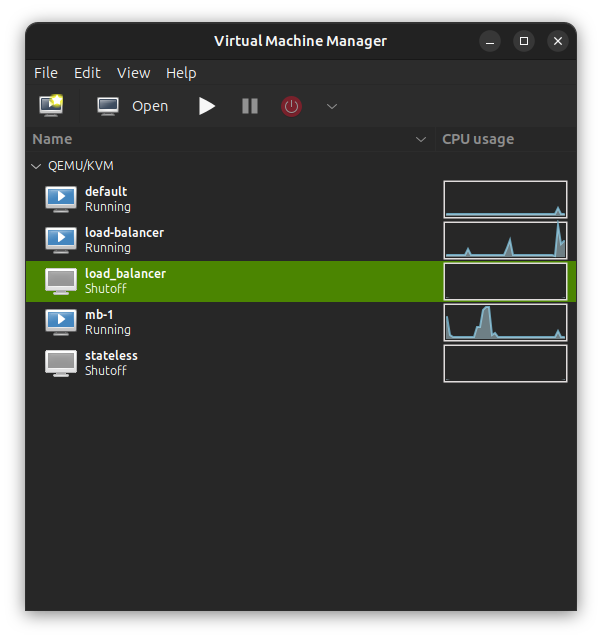 Virtual Machine Manager
File Edit View Help
Open
Name CPU usage
QEMU/KVM
default
Running
load-balancer
Running
load_balancer
Shutoff
mb-1
Running
stateless
Shutoff